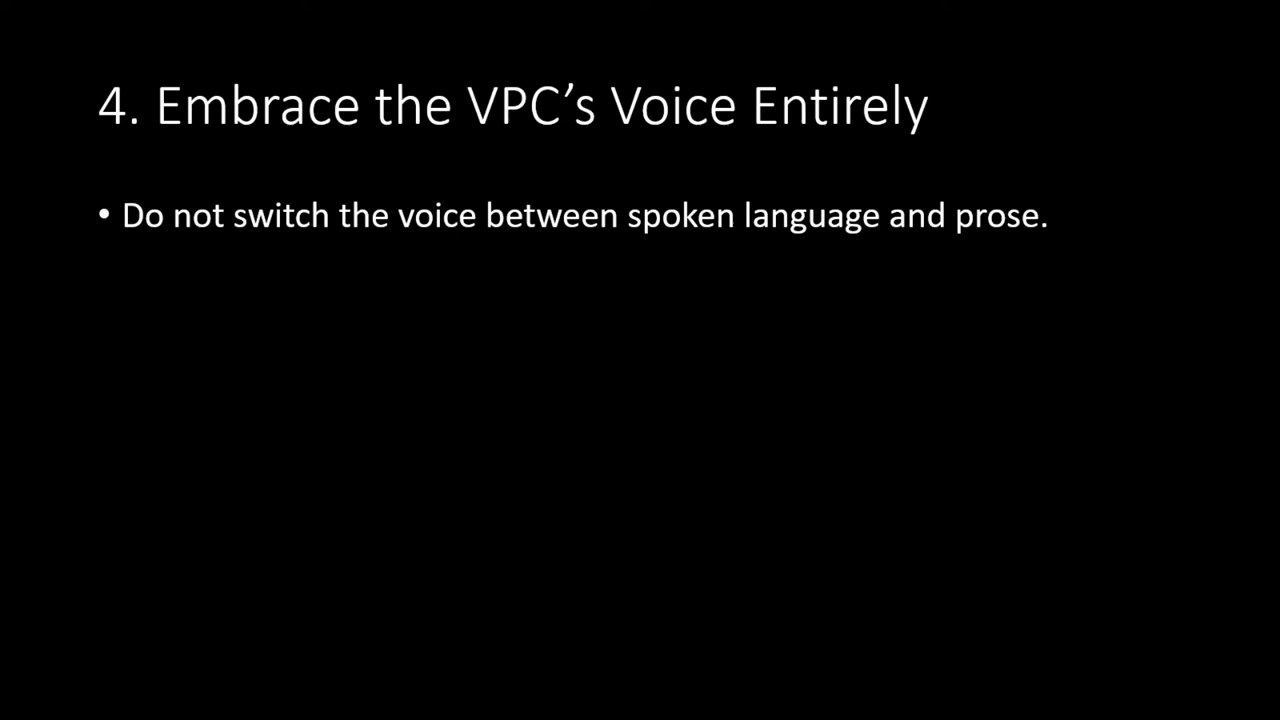 4. Embrace the VPC’s Voice Entirely
• Do not switch the voice between spoken language and prose.